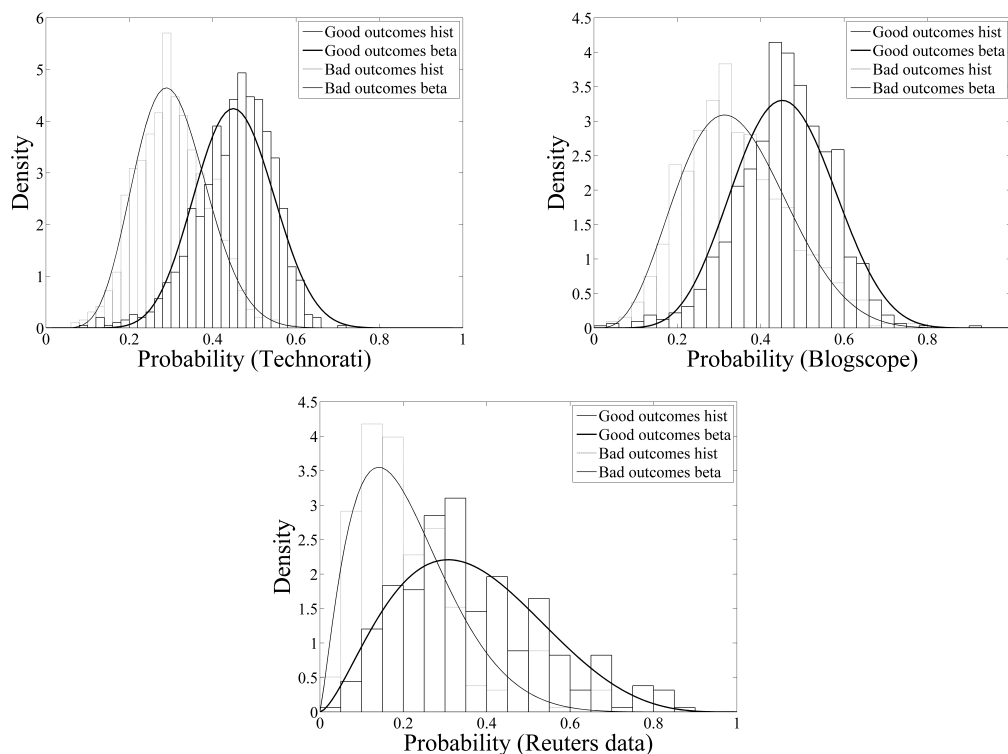 6
5
4
3
2
1
0
Density
0 0.2 0.4 0.6 0.8 1
Probability (Technorati)
Good outcomes hist
Good outcomes beta
Bad outcomes hist
Bad outcomes beta
4.5
4
3.5
3
2.5
2
1.5
1
0.5
0
Density
0 0.2 0.4 0.6 0.8
Probability (Blogscope)
Good outcomes hist
Good outcomes beta
Bad outcomes hist
Bad outcomes beta
4.5
4
3.5
3
2.5
2
1.5
1
0.5
0
Density
0 0.2 0.4 0.6 0.8 1
Probability (Reuters data)
Good outcomes hist
Good outcomes beta
Bad outcomes hist
Bad outcomes beta